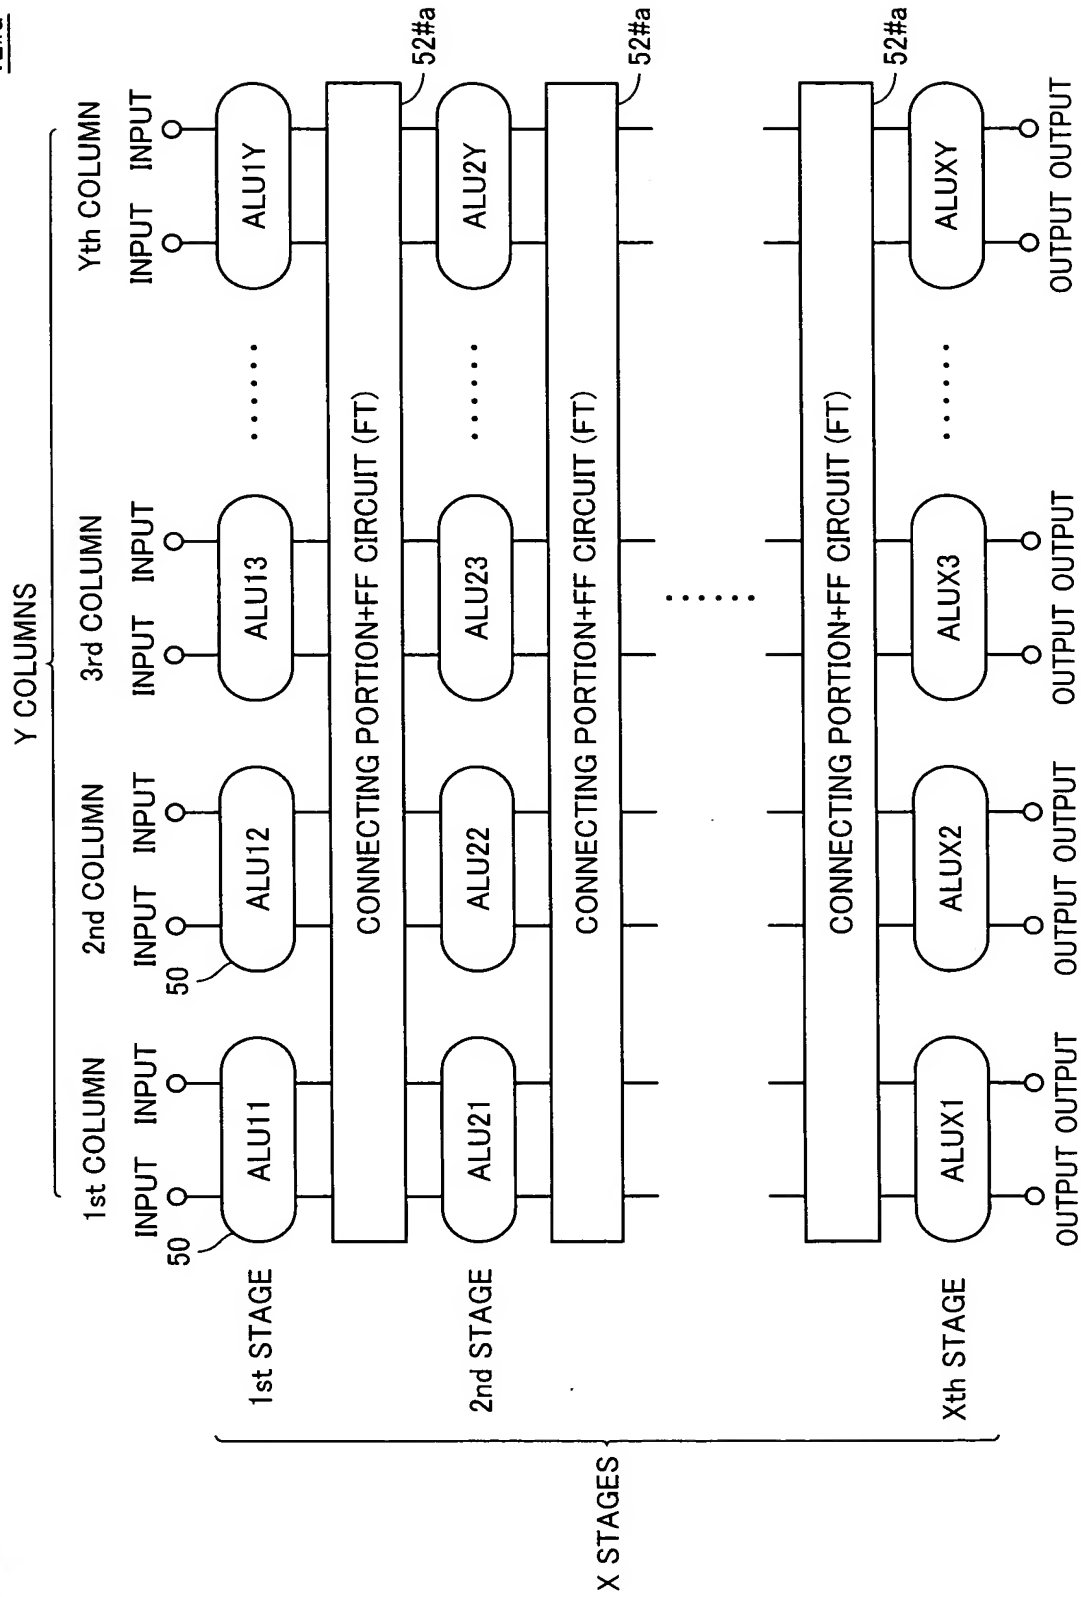 Y COLUMNS
1st COLUMN 2nd COLUMN 3rd COLUMN Yth COLUMN
INPUT INPUT INPUT INPUT INPUT INPUT INPUT INPUT
50 50
1st STAGE ALU11 ALU12 ALU13 ...... ALU1Y
CONNECTING PORTION+FF CIRCUIT (FT) 52#a
2nd STAGE ALU21 ALU22 ALU23 ...... ALU2Y
CONNECTING PORTION+FF CIRCUIT (FT) 52#a
X STAGES
......
CONNECTING PORTION+FF CIRCUIT (FT) 52#a
Xth STAGE ALUX1 ALUX2 ALUX3 ...... ALUXY
OUTPUT OUTPUT OUTPUT OUTPUT OUTPUT OUTPUT OUTPUT OUTPUT